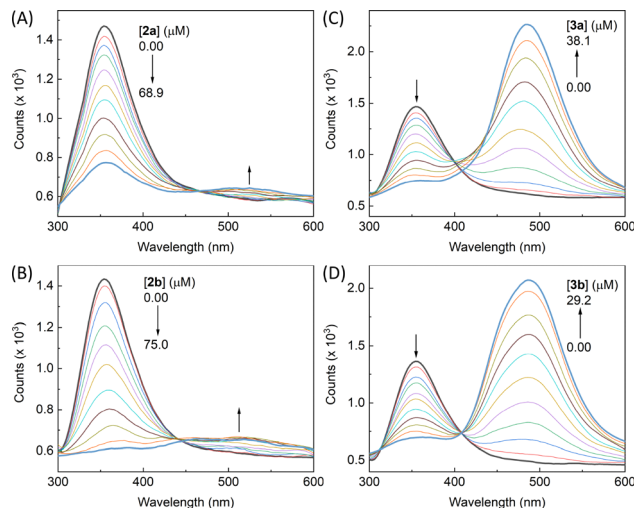 (A)
[2a] (μM)
0.00
68.9
Counts (x 10³)
1.4
1.2
1.0
0.8
0.6
300
400
500
600
Wavelength (nm)
(C)
[3a] (μM)
38.1
0.00
Counts (x 10³)
2.0
1.5
1.0
0.5
300
400
500
600
Wavelength (nm)
(B)
[2b] (μM)
0.00
75.0
Counts (x 10³)
1.4
1.2
1.0
0.8
0.6
300
400
500
600
Wavelength (nm)
(D)
[3b] (μM)
29.2
0.00
Counts (x 10³)
2.0
1.5
1.0
0.5
300
400
500
600
Wavelength (nm)